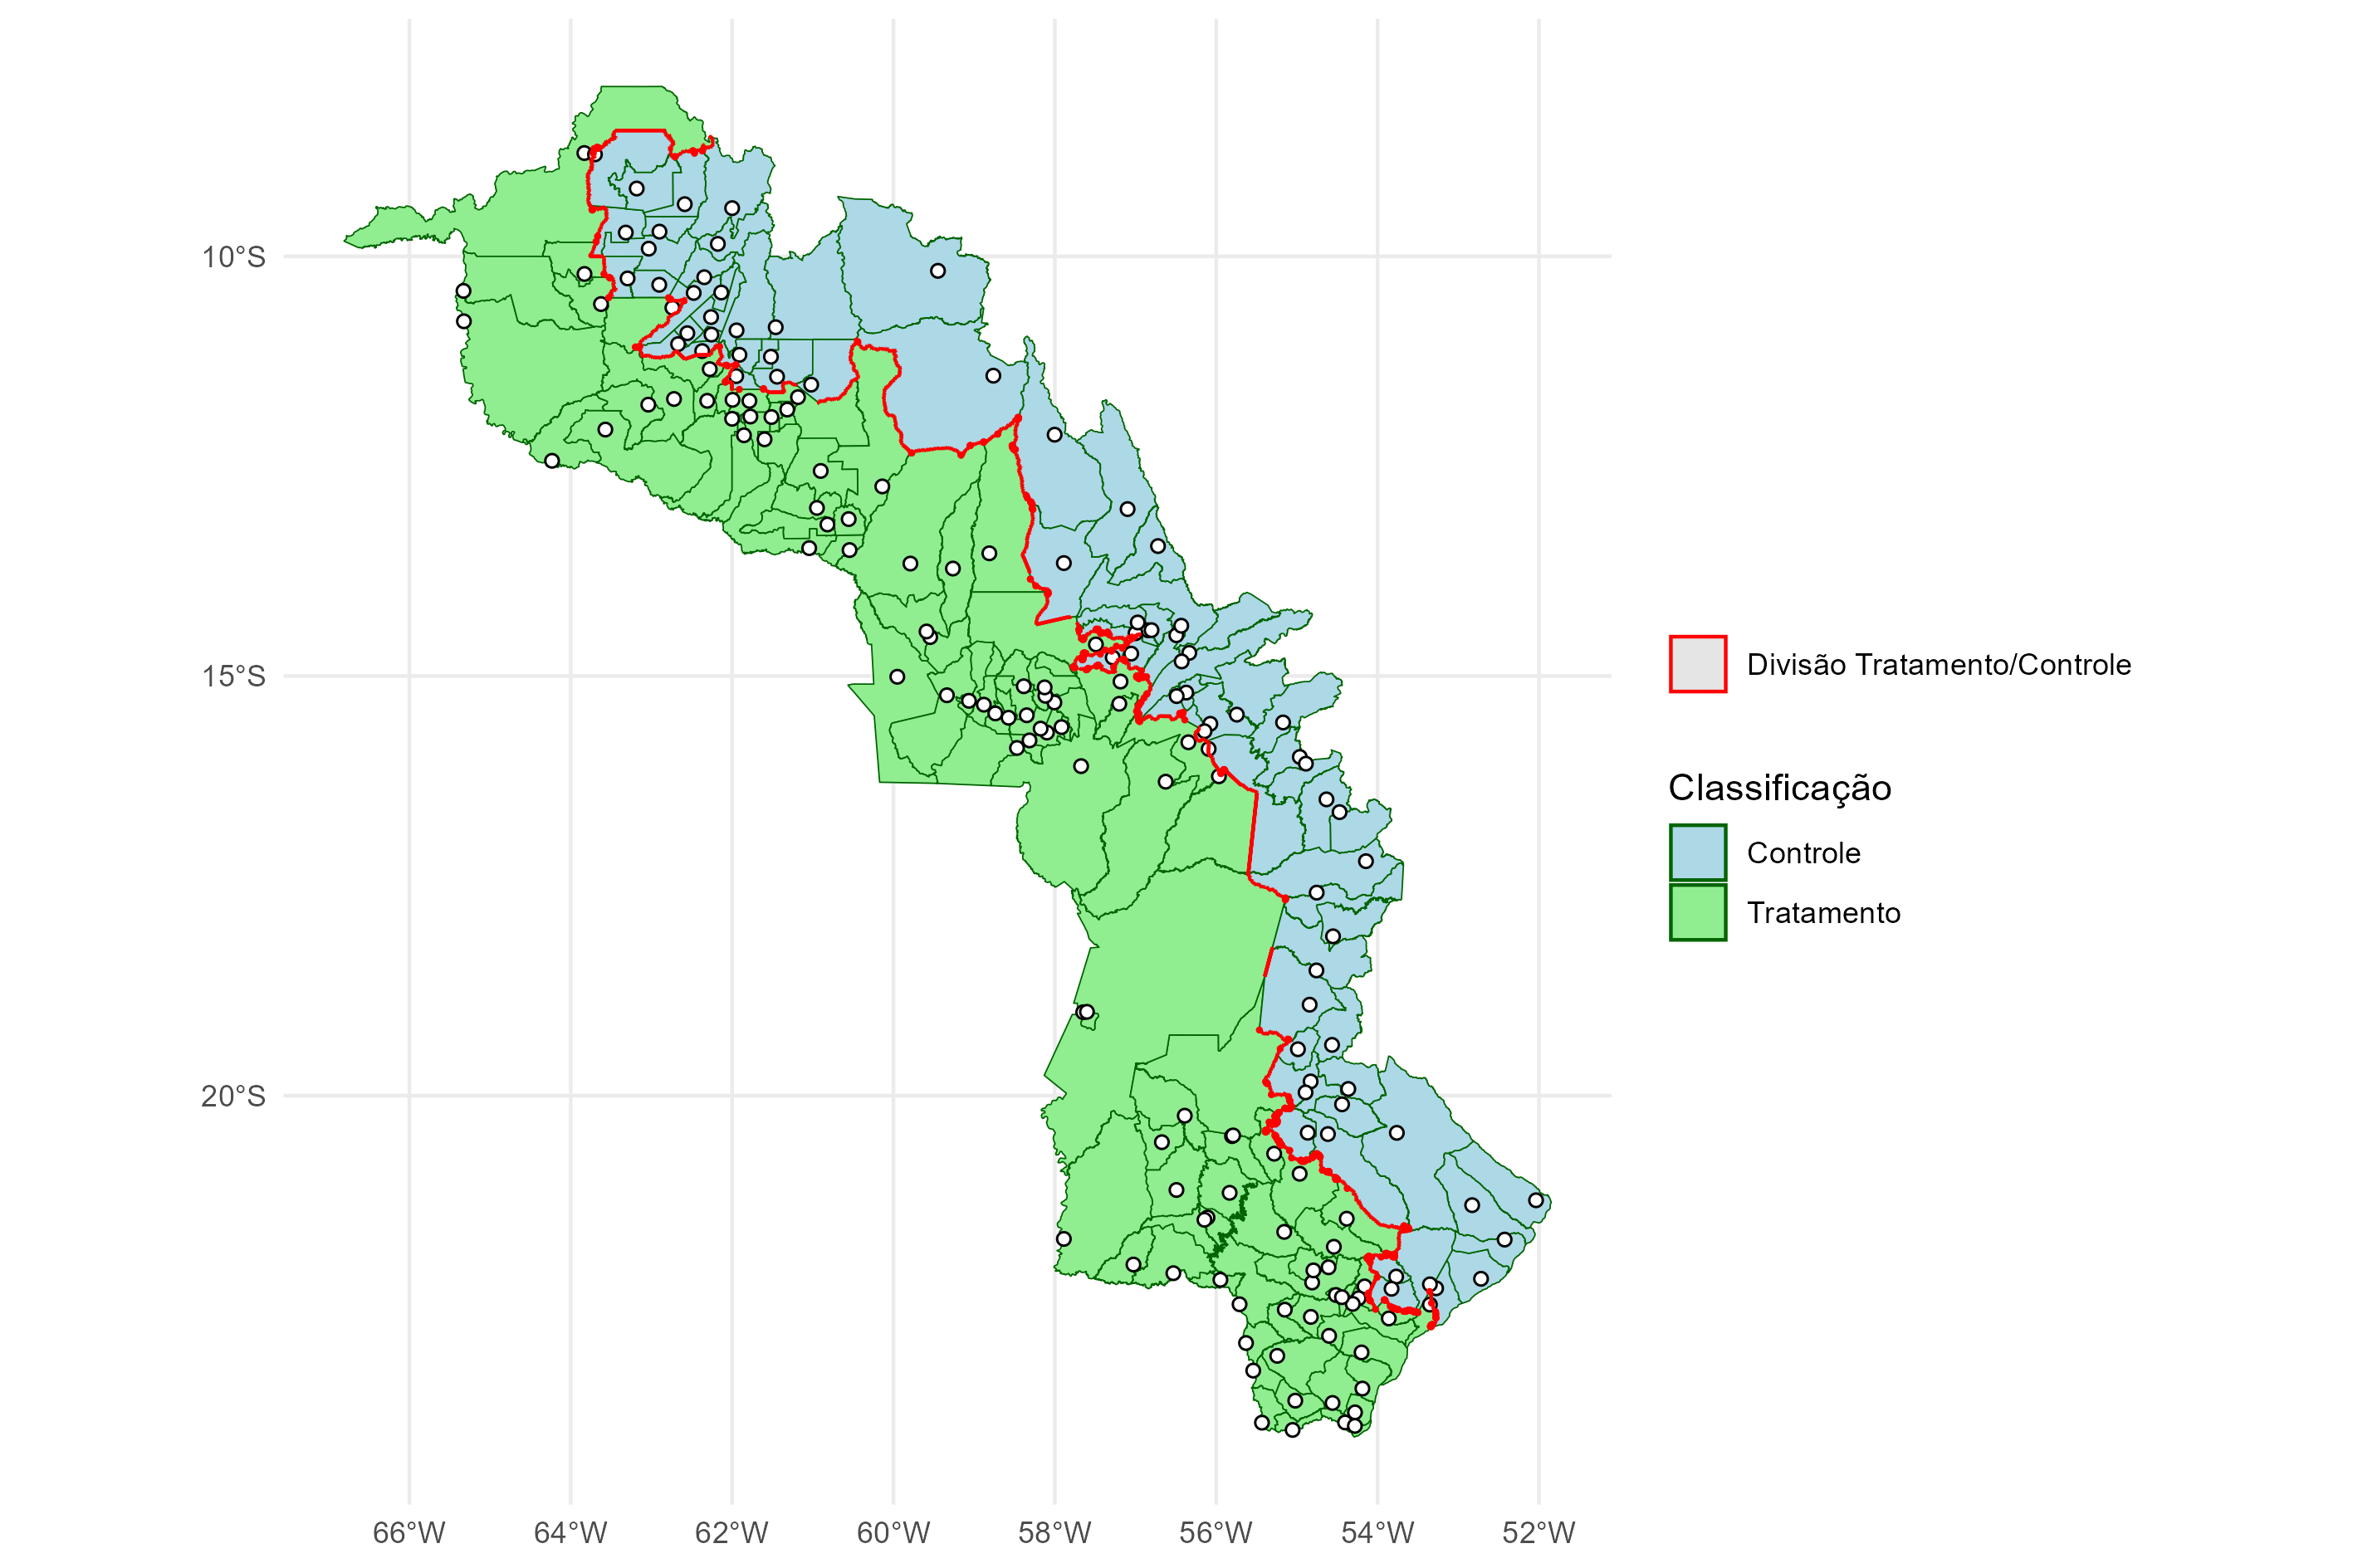 10°S
15°S
20°S
66°W 64°W 62°W 60°W 58°W 56°W 54°W 52°W
Divisão Tratamento/Controle
Classificação
Controle
Tratamento